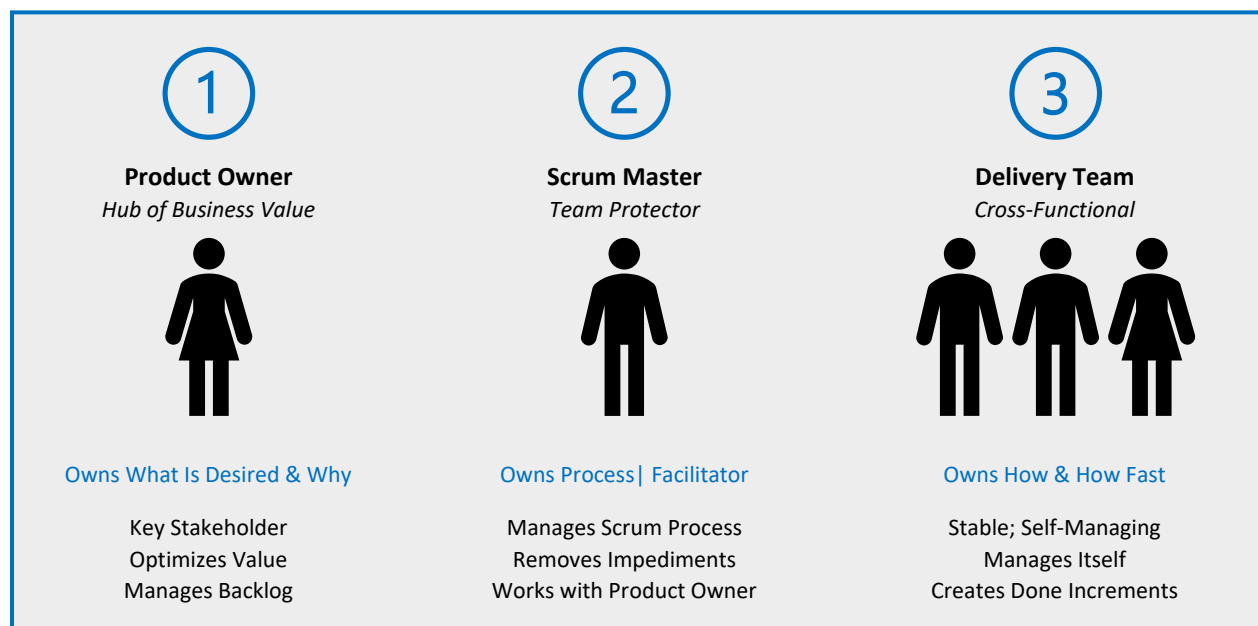 1
Product Owner
Hub of Business Value
Owns What Is Desired & Why
Key Stakeholder
Optimizes Value
Manages Backlog
2
Scrum Master
Team Protector
Owns Process| Facilitator
Manages Scrum Process
Removes Impediments
Works with Product Owner
3
Delivery Team
Cross-Functional
Owns How & How Fast
Stable; Self-Managing
Manages Itself
Creates Done Increments